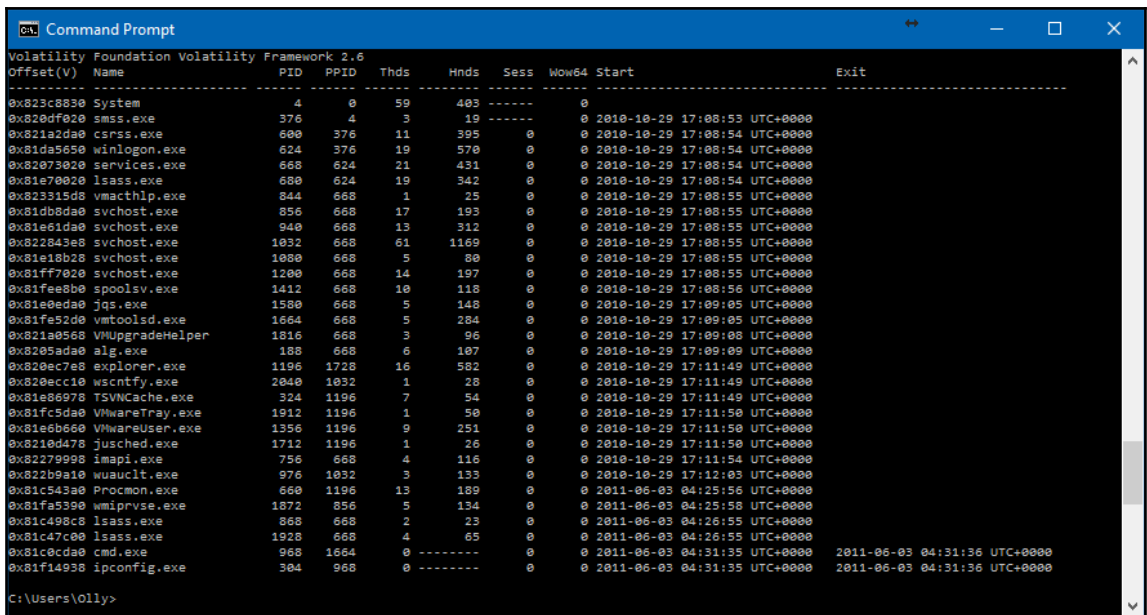 Command Prompt
Volatility Foundation Volatility Framework 2.6
Offset(V)  Name                    PID   PPID   Thds     Hnds   Sess  Wow64 Start                          Exit
---------- -------------------- ------ ------ ------ -------- ------ ------ ------------------------------ ------------------------------
0x823c8830 System                    4      0     59      403 ------      0
0x820df020 smss.exe                376      4      3       19 ------      0 2010-10-29 17:08:53 UTC+0000
0x821a2da0 csrss.exe               600    376     11      395      0      0 2010-10-29 17:08:54 UTC+0000
0x81da5650 winlogon.exe            624    376     19      570      0      0 2010-10-29 17:08:54 UTC+0000
0x82073020 services.exe            668    624     21      431      0      0 2010-10-29 17:08:54 UTC+0000
0x81e70020 lsass.exe               680    624     19      342      0      0 2010-10-29 17:08:54 UTC+0000
0x823315d8 vmacthlp.exe            844    668      1       25      0      0 2010-10-29 17:08:55 UTC+0000
0x81db8da0 svchost.exe             856    668     17      193      0      0 2010-10-29 17:08:55 UTC+0000
0x81e61da0 svchost.exe             940    668     13      312      0      0 2010-10-29 17:08:55 UTC+0000
0x822843e8 svchost.exe            1032    668     61     1169      0      0 2010-10-29 17:08:55 UTC+0000
0x81e18b28 svchost.exe            1080    668      5       80      0      0 2010-10-29 17:08:55 UTC+0000
0x81ff7020 svchost.exe            1200    668     14      197      0      0 2010-10-29 17:08:55 UTC+0000
0x81fee8b0 spoolsv.exe            1412    668     10      118      0      0 2010-10-29 17:08:56 UTC+0000
0x81e0eda0 jqs.exe                1580    668      5      148      0      0 2010-10-29 17:09:05 UTC+0000
0x81fe52d0 vmtoolsd.exe           1664    668      5      284      0      0 2010-10-29 17:09:05 UTC+0000
0x821a0568 VMUpgradeHelper        1816    668      3       96      0      0 2010-10-29 17:09:08 UTC+0000
0x8205ada0 alg.exe                 188    668      6      107      0      0 2010-10-29 17:09:09 UTC+0000
0x820ec7e8 explorer.exe           1196   1728     16      582      0      0 2010-10-29 17:11:49 UTC+0000
0x820ecc10 wscntfy.exe            2040   1032      1       28      0      0 2010-10-29 17:11:49 UTC+0000
0x81e86978 TSVNCache.exe           324   1196      7       54      0      0 2010-10-29 17:11:49 UTC+0000
0x81fc5da0 VMwareTray.exe         1912   1196      1       50      0      0 2010-10-29 17:11:50 UTC+0000
0x81e6b660 VMwareUser.exe         1356   1196      9      251      0      0 2010-10-29 17:11:50 UTC+0000
0x8210d478 jusched.exe            1712   1196      1       26      0      0 2010-10-29 17:11:50 UTC+0000
0x82279998 imapi.exe               756    668      4      116      0      0 2010-10-29 17:11:54 UTC+0000
0x822b9a10 wuauclt.exe             976   1032      3      133      0      0 2010-10-29 17:12:03 UTC+0000
0x81c543a0 Procmon.exe             660   1196     13      189      0      0 2011-06-03 04:25:56 UTC+0000
0x81fa5390 wmiprvse.exe           1872    856      5      134      0      0 2011-06-03 04:25:58 UTC+0000
0x81c498c8 lsass.exe               868    668      2       23      0      0 2011-06-03 04:26:55 UTC+0000
0x81c47c00 lsass.exe              1928    668      4       65      0      0 2011-06-03 04:26:55 UTC+0000
0x81c0cda0 cmd.exe                 968   1664      0 --------      0      0 2011-06-03 04:31:35 UTC+0000   2011-06-03 04:31:36 UTC+0000
0x81f14938 ipconfig.exe            304    968      0 --------      0      0 2011-06-03 04:31:35 UTC+0000   2011-06-03 04:31:36 UTC+0000
C:\Users\Olly>